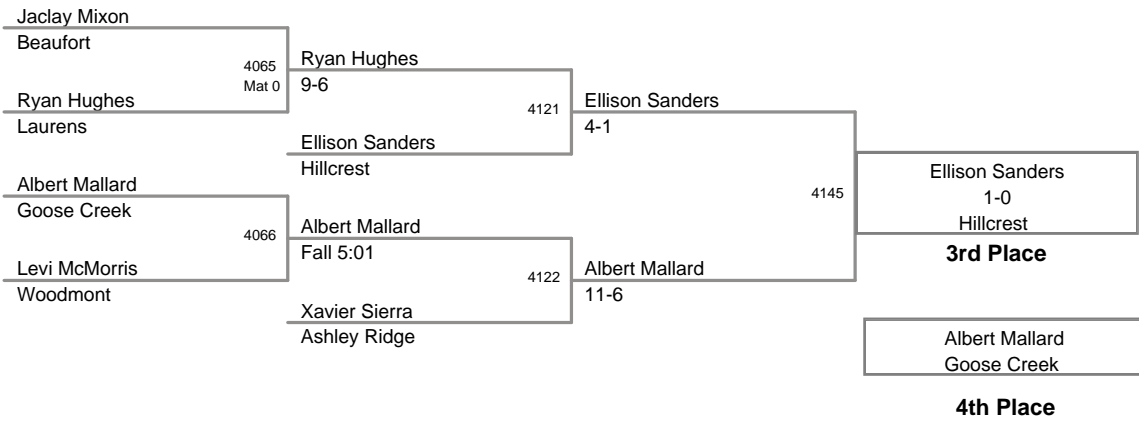 Jaclay Mixon
Beaufort
4065
Mat 0
Ryan Hughes
9-6
Ryan Hughes
Laurens
4121
Ellison Sanders
4-1
Ellison Sanders
Hillcrest
Albert Mallard
Goose Creek
4066
Albert Mallard
Fall 5:01
Levi McMorris
Woodmont
4122
Albert Mallard
11-6
Xavier Sierra
Ashley Ridge
4145
Ellison Sanders
1-0
Hillcrest
3rd Place
Albert Mallard
Goose Creek
4th Place